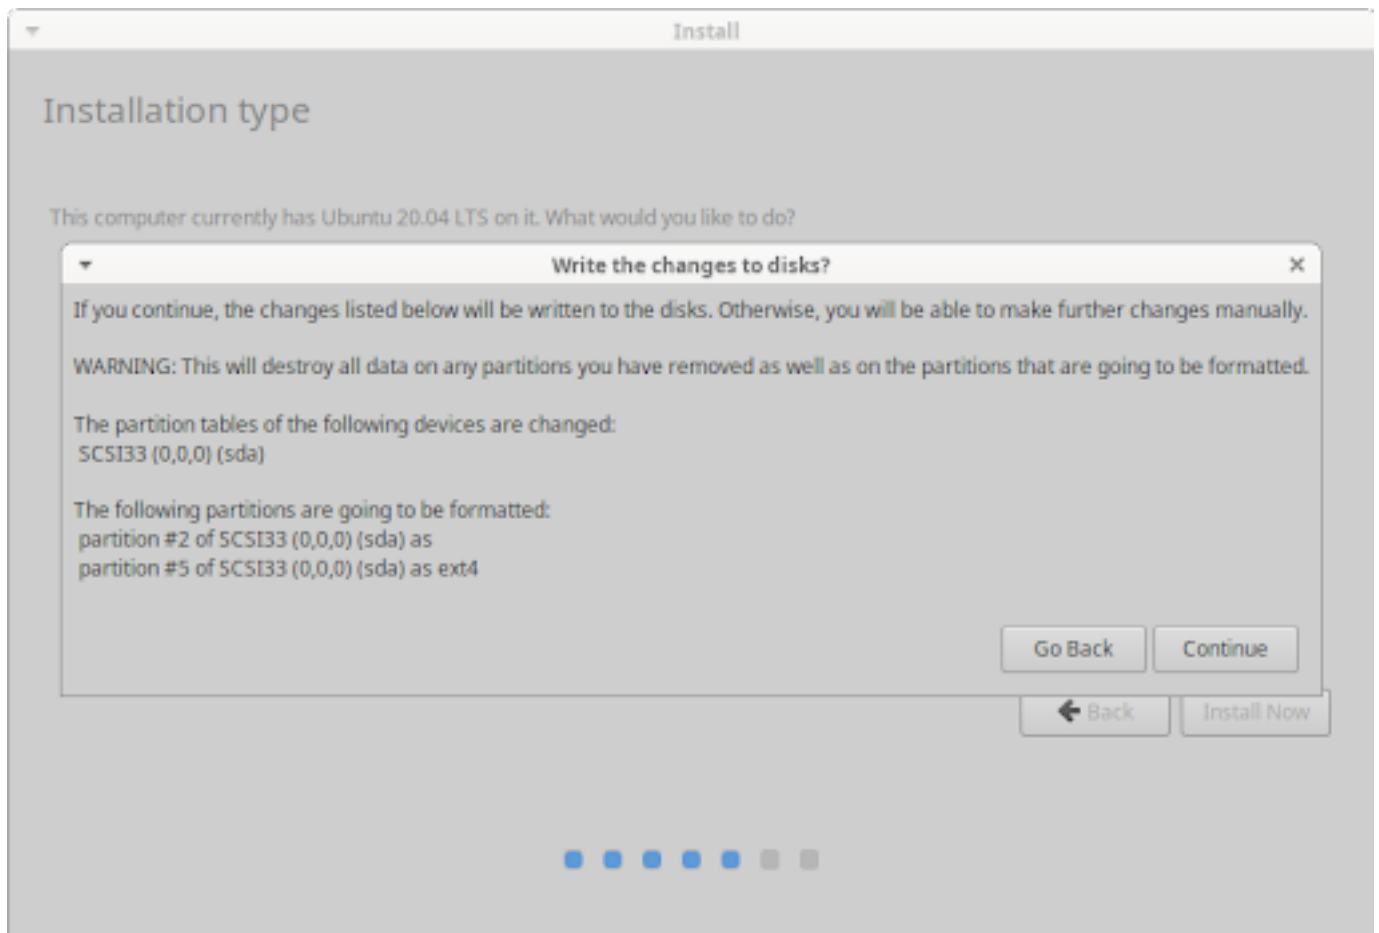 Install
Installation type
This computer currently has Ubuntu 20.04 LTS on it. What would you like to do?
Write the changes to disks?
If you continue, the changes listed below will be written to the disks. Otherwise, you will be able to make further changes manually.
WARNING: This will destroy all data on any partitions you have removed as well as on the partitions that are going to be formatted.
The partition tables of the following devices are changed:
SCSI33 (0,0,0) (sda)
The following partitions are going to be formatted:
partition #2 of SCSI33 (0,0,0) (sda) as
partition #5 of SCSI33 (0,0,0) (sda) as ext4
Go Back Continue
Back Install Now